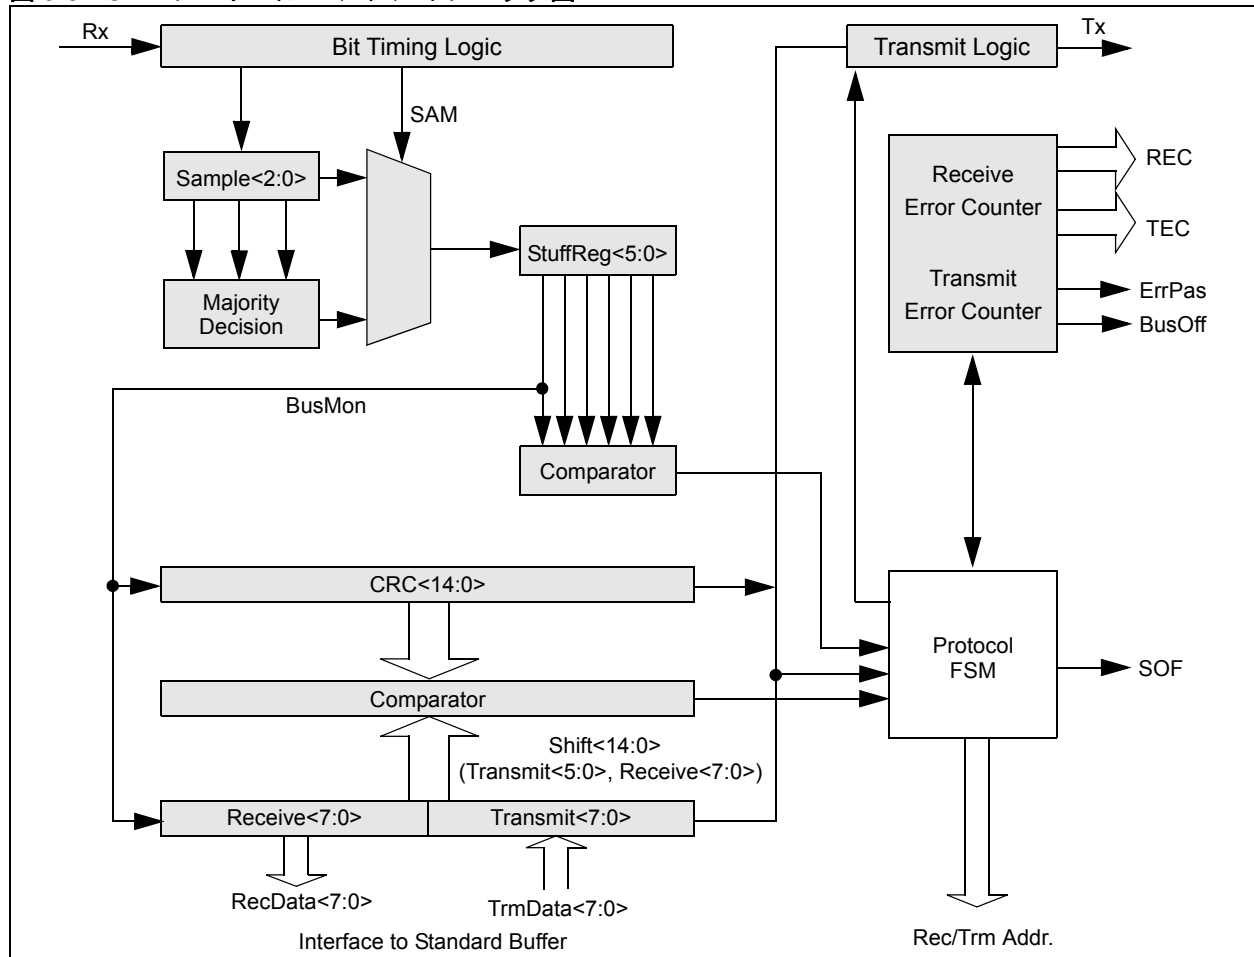 Rx
Bit Timing Logic
Transmit Logic
Tx
SAM
Sample<2:0>
Majority
Decision
StuffReg<5:0>
Receive
Error Counter
Transmit
Error Counter
REC
TEC
ErrPas
BusOff
BusMon
Comparator
CRC<14:0>
Comparator
Protocol
FSM
SOF
Shift<14:0>
(Transmit<5:0>, Receive<7:0>)
Receive<7:0>
Transmit<7:0>
RecData<7:0>
TrmData<7:0>
Interface to Standard Buffer
Rec/Trm Addr.